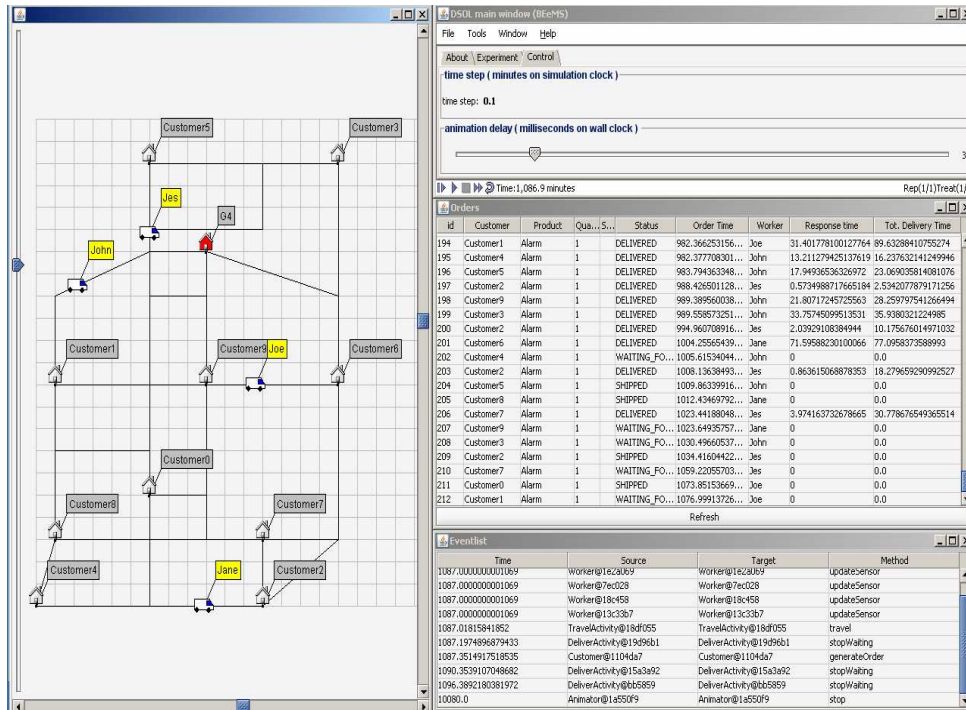 Customer5
Customer3
Jes
G4
John
Customer1
Customer9
Joe
Customer6
Customer0
Customer8
Customer7
Customer4
Jane
Customer2
DSOL main window (BEeMS)
File Tools Window Help
About Experiment Control
time step ( minutes on simulation clock )
time step: 0.1
animation delay ( milliseconds on wall clock )
3
Time:1,086.9 minutes Rep(1/1)Treat(1/
Orders
id Customer Product Qua... S... Status Order Time Worker Response time Tot. Delivery Time
194 Customer1 Alarm 1 DELIVERED 982.366253156... Joe 31.401778100127764 89.63288410755274
195 Customer4 Alarm 1 DELIVERED 982.377708301... John 13.211279425137619 16.237632141249946
196 Customer5 Alarm 1 DELIVERED 983.794363348... John 17.94936536326972 23.069035814081076
197 Customer2 Alarm 1 DELIVERED 988.426501128... Jes 0.5734988717665184 2.5342077879171256
198 Customer9 Alarm 1 DELIVERED 989.389560038... John 21.80717245725563 28.259797541266494
199 Customer3 Alarm 1 DELIVERED 989.558573251... John 33.75745099513531 35.9380321224985
200 Customer2 Alarm 1 DELIVERED 994.960708916... Jes 2.03929108384944 10.175676014971032
201 Customer6 Alarm 1 DELIVERED 1004.25565439... Jane 71.59588230100066 77.0958373588993
202 Customer4 Alarm 1 WAITING_FO... 1005.61534044... John 0 0.0
203 Customer2 Alarm 1 DELIVERED 1008.13638493... Jes 0.863615068878353 18.279659290992527
204 Customer5 Alarm 1 SHIPPED 1009.86339916... John 0 0.0
205 Customer8 Alarm 1 SHIPPED 1012.43469792... Jane 0 0.0
206 Customer7 Alarm 1 DELIVERED 1023.44188048... Jes 3.974163732678665 30.778676549365514
207 Customer9 Alarm 1 WAITING_FO... 1023.64935757... Jane 0 0.0
208 Customer3 Alarm 1 WAITING_FO... 1030.49660537... John 0 0.0
209 Customer2 Alarm 1 SHIPPED 1034.41604422... Jes 0 0.0
210 Customer7 Alarm 1 WAITING_FO... 1059.22055703... Jes 0 0.0
211 Customer0 Alarm 1 SHIPPED 1073.85153669... Joe 0 0.0
212 Customer1 Alarm 1 WAITING_FO... 1076.99913726... Joe 0 0.0
Refresh
Eventlist
Time Source Target Method
1087.0000000001069 Worker@1e2a069 Worker@1e2a069 updateSensor
1087.0000000001069 Worker@7ec028 Worker@7ec028 updateSensor
1087.0000000001069 Worker@18c458 Worker@18c458 updateSensor
1087.0000000001069 Worker@13c33b7 Worker@13c33b7 updateSensor
1087.01815841852 TravelActivity@18df055 TravelActivity@18df055 travel
1087.1974896879433 DeliverActivity@19d96b1 DeliverActivity@19d96b1 stopWaiting
1087.3514917518535 Customer@1104da7 Customer@1104da7 generateOrder
1090.3539107048682 DeliverActivity@15a3a92 DeliverActivity@15a3a92 stopWaiting
1096.3892180381972 DeliverActivity@bb5859 DeliverActivity@bb5859 stopWaiting
10080.0 Animator@1a550f9 Animator@1a550f9 stop